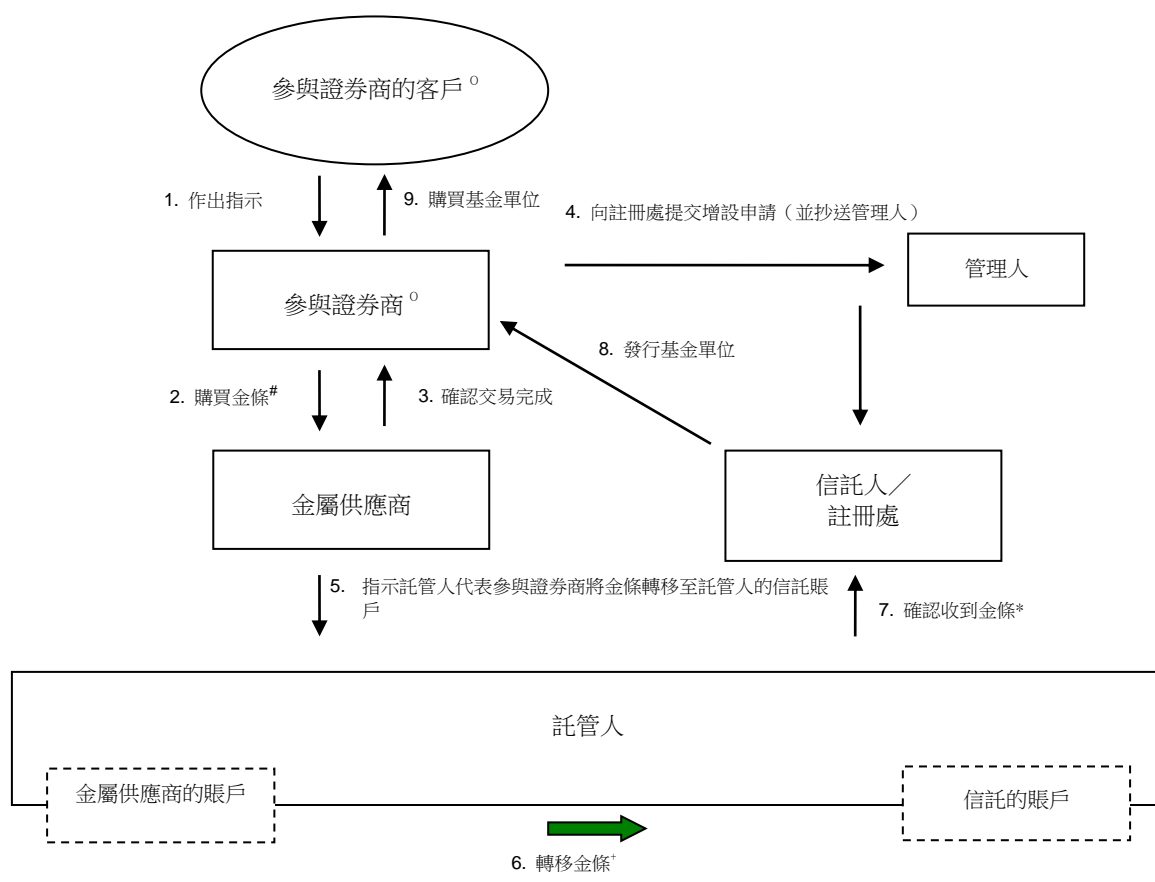 參與證券商的客戶 O
1. 作出指示
9. 購買基金單位
4. 向註冊處提交增設申請（並抄送管理人）
管理人
參與證券商 O
8. 發行基金單位
2. 購買金條#
3. 確認交易完成
金屬供應商
信託人／
註冊處
5. 指示託管人代表參與證券商將金條轉移至託管人的信託賬
戶
7. 確認收到金條*
託管人
金屬供應商的賬戶
信託的賬戶
6. 轉移金條+